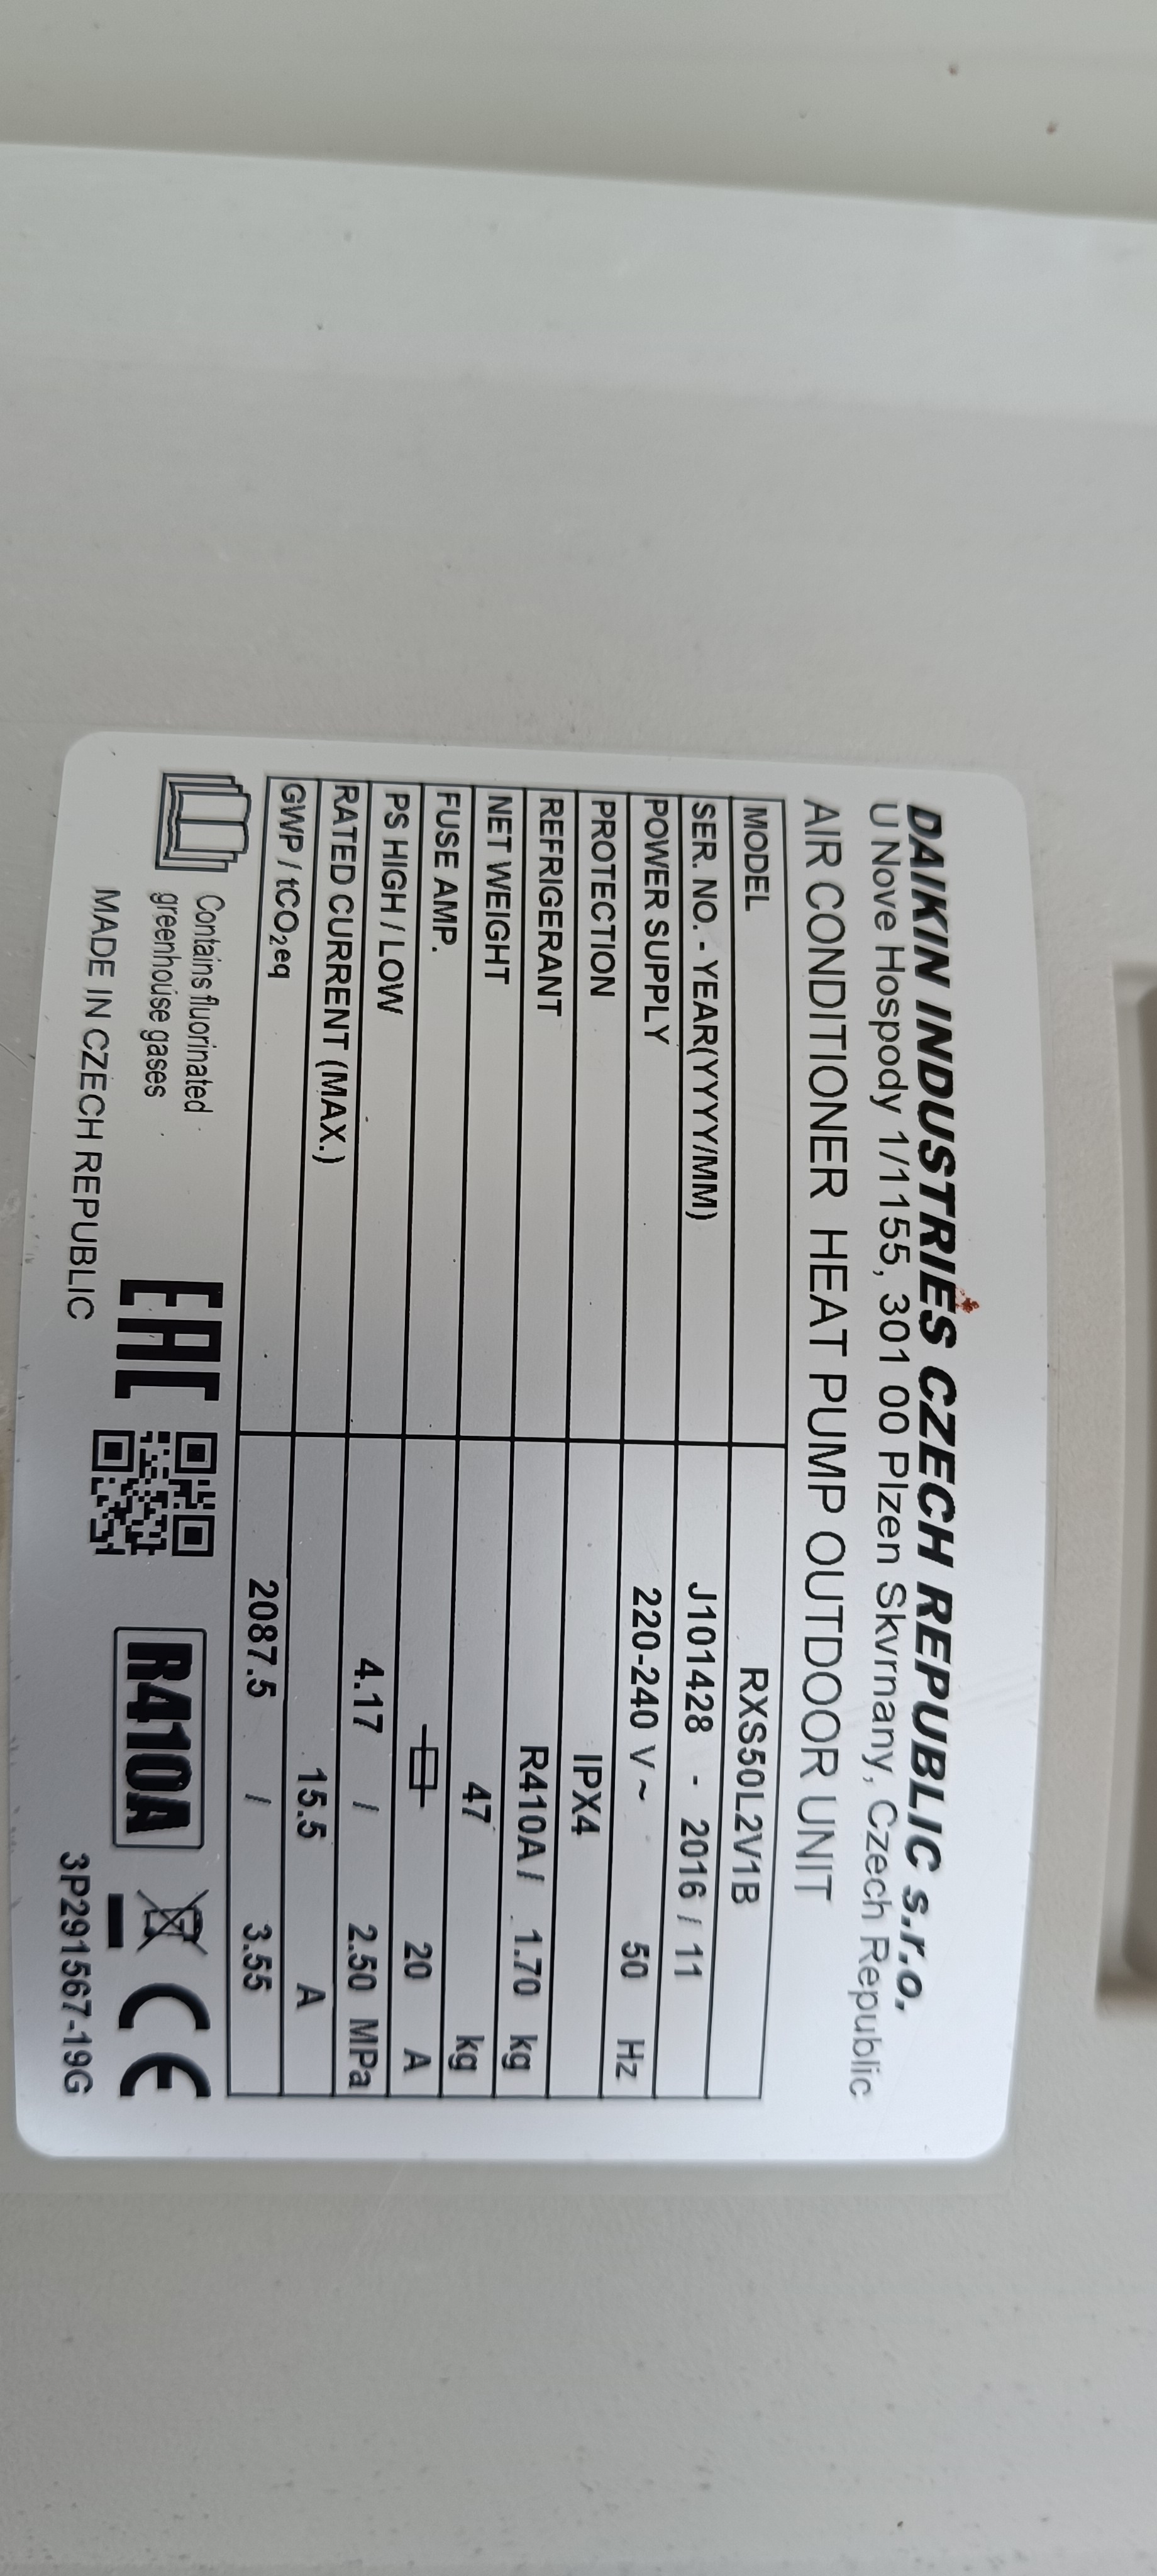 DAIKIN INDUSTRIES CZECH REPUBLIC s.r.o.
U Nove Hospody 1/1155, 301 00 Plzen Skvrnany, Czech Republic
AIR CONDITIONER HEAT PUMP OUTDOOR UNIT
MODEL RXS50L2V1B
SER. NO. - YEAR(YYYY/MM) J101428 - 2016 / 11
POWER SUPPLY 220-240 V ~ 50 Hz
PROTECTION IPX4
REFRIGERANT R410A / 1.70 kg
NET WEIGHT 47 kg
FUSE AMP. 20 A
PS HIGH / LOW 4.17 / 2.50 MPa
RATED CURRENT (MAX.) 15.5 A
GWP / tCO₂eq 2087.5 / 3.55
Contains fluorinated
greenhouse gases
EAC
R410A
CE
MADE IN CZECH REPUBLIC
3P291567-19G